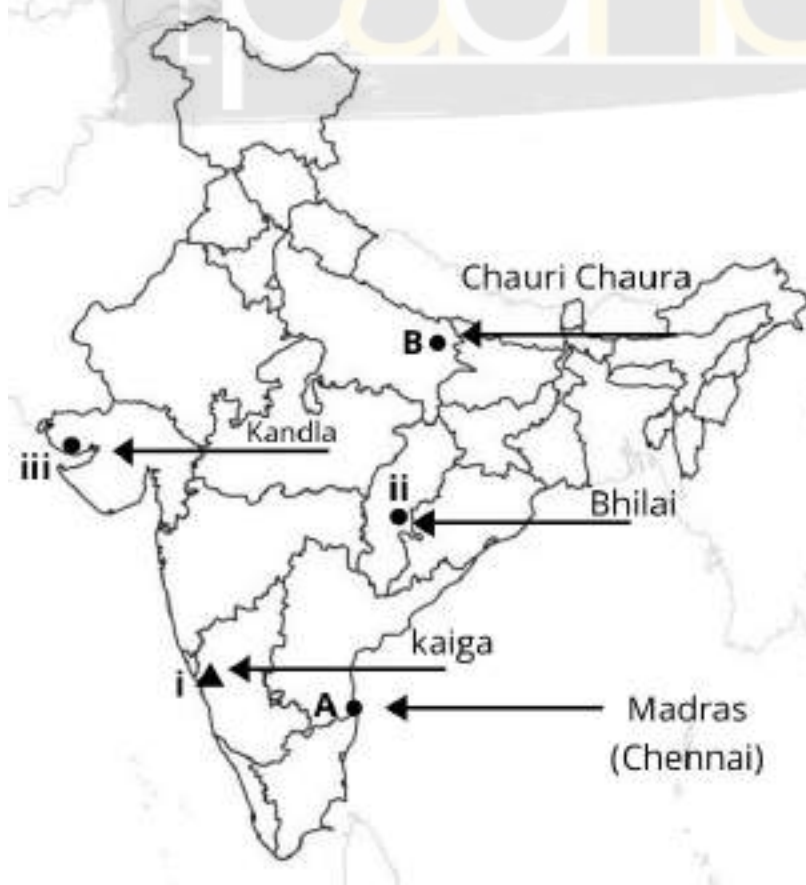 Chauri Chaura
B
Kandla
iii
ii
Bhilai
kaiga
i
A
Madras
(Chennai)